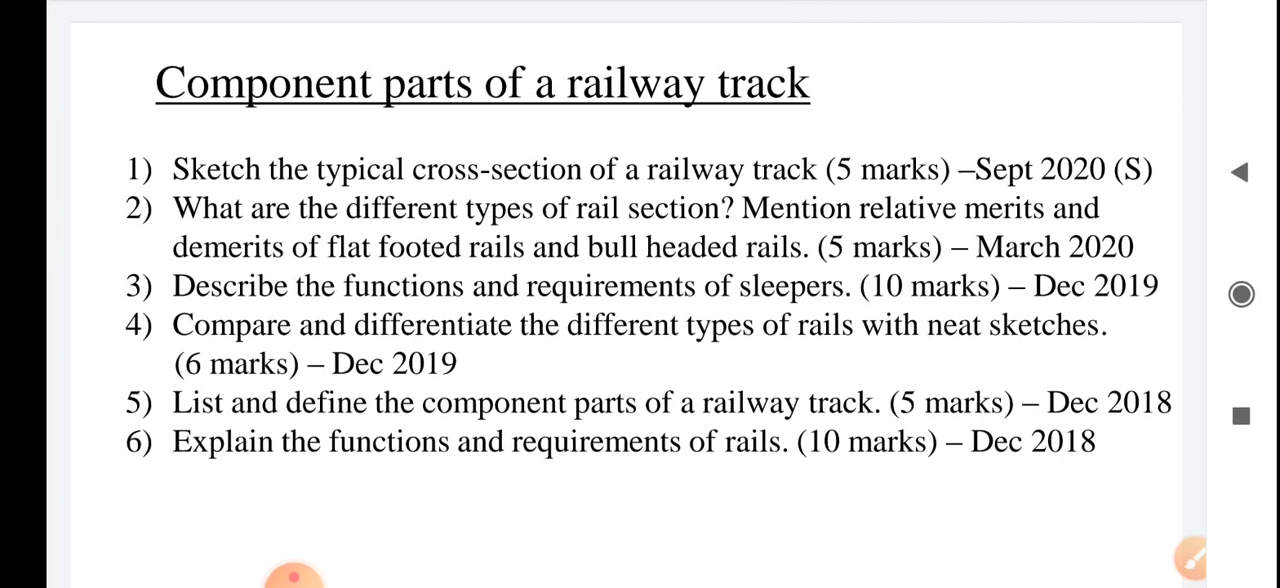 Component parts of a railway track
1) Sketch the typical cross-section of a railway track (5 marks) –Sept 2020 (S)
2) What are the different types of rail section? Mention relative merits and
demerits of flat footed rails and bull headed rails. (5 marks) – March 2020
3) Describe the functions and requirements of sleepers. (10 marks) – Dec 2019
4) Compare and differentiate the different types of rails with neat sketches.
(6 marks) – Dec 2019
5) List and define the component parts of a railway track. (5 marks) – Dec 2018
6) Explain the functions and requirements of rails. (10 marks) – Dec 2018